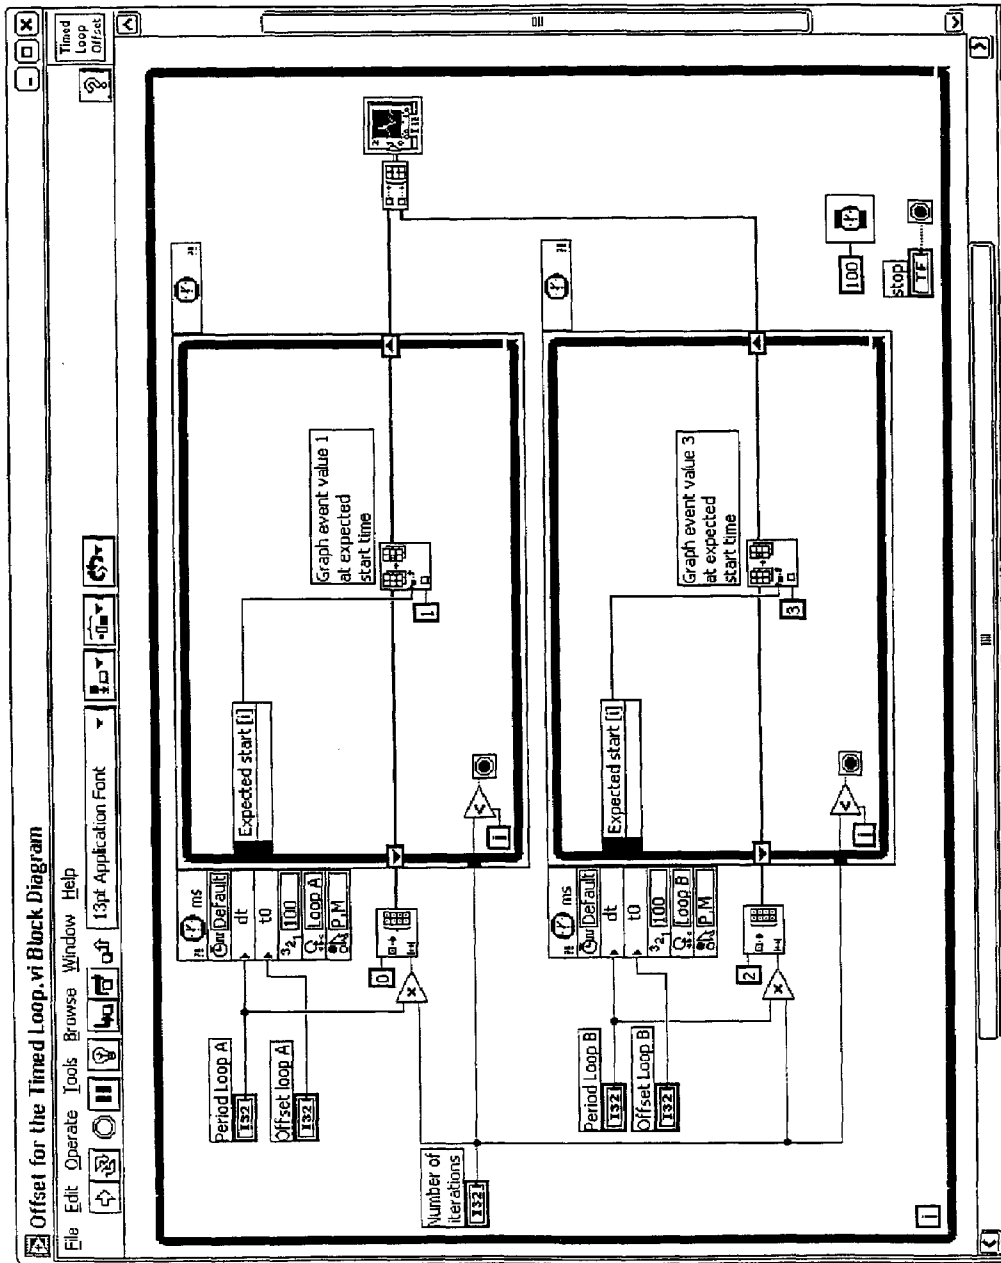 Offset for the Timed Loop.vi Block Diagram
File Edit Operate Tools Browse Window Help
13pt Application Font
Timed
Loop
Offset
Period Loop A
I32
Offset loop A
I32
ms
Default
dt
t0
100
Loop A
P,M
0
Expected start [i]
Graph event value 1
at expected
start time
1
i
Number of
iterations
I32
Period Loop B
I32
Offset Loop B
I32
ms
Default
dt
t0
100
Loop B
P,M
2
Expected start [i]
Graph event value 3
at expected
start time
3
i
100
stop
TF
i